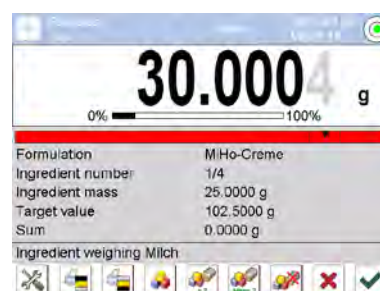 30.0004 g
0% 100%
Formulation MiHo-Creme
Ingredient number 1/4
Ingredient mass 25.0000 g
Target value 102.5000 g
Sum 0.0000 g
Ingredient weighing Milch